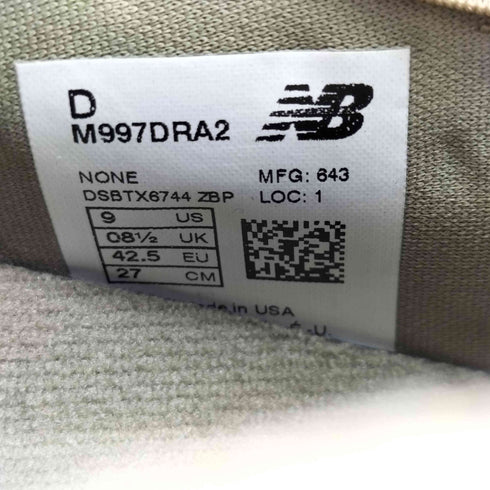 D
M997DRA2
NB
NONE
DSBTX6744 ZBP
MFG: 643
LOC: 1
9 US
08½ UK
42.5 EU
27 CM
in USA
É.-U.